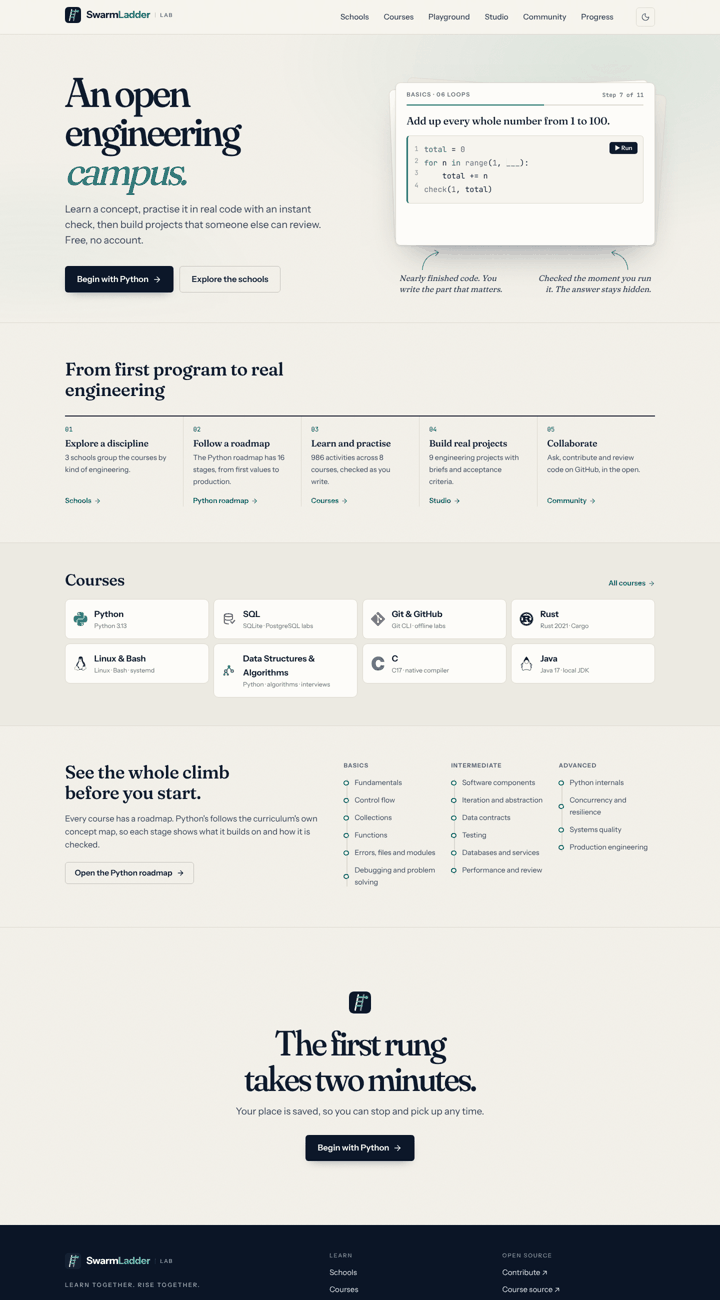 SwarmLadder | LAB
Schools
Courses
Playground
Studio
Community
Progress
An open
engineering
campus.
Learn a concept, practise it in real code with an instant
check, then build projects that someone else can review.
Free, no account.
Begin with Python →
Explore the schools
BASICS · 06 LOOPS
Step 7 of 11
Add up every whole number from 1 to 100.
Run
1 total = 0
2 for n in range(1, ___):
3 total += n
4 check(1, total)
Nearly finished code. You
write the part that matters.
Checked the moment you run
it. The answer stays hidden.
From first program to real
engineering
01
Explore a discipline
3 schools group the courses by
kind of engineering.
Schools →
02
Follow a roadmap
The Python roadmap has 16
stages, from first values to
production.
Python roadmap →
03
Learn and practise
986 activities across 8
courses, checked as you
write.
Courses →
04
Build real projects
9 engineering projects with
briefs and acceptance
criteria.
Studio →
05
Collaborate
Ask, contribute and review
code on GitHub, in the open.
Community →
Courses
All courses →
Python
Python 3.13
SQL
SQLite · PostgreSQL labs
Git & GitHub
Git CLI · offline labs
Rust
Rust 2021 · Cargo
Linux & Bash
Linux · Bash · systemd
Data Structures &
Algorithms
Python · algorithms · interviews
C
C17 · native compiler
Java
Java 17 · local JDK
See the whole climb
before you start.
Every course has a roadmap. Python's follows the curriculum's own
concept map, so each stage shows what it builds on and how it is
checked.
Open the Python roadmap →
BASICS
Fundamentals
Control flow
Collections
Functions
Errors, files and modules
Debugging and problem
solving
INTERMEDIATE
Software components
Iteration and abstraction
Data contracts
Testing
Databases and services
Performance and review
ADVANCED
Python internals
Concurrency and
resilience
Systems quality
Production engineering
The first rung
takes two minutes.
Your place is saved, so you can stop and pick up any time.
Begin with Python →
SwarmLadder | LAB
LEARN TOGETHER. RISE TOGETHER.
LEARN
Schools
Courses
OPEN SOURCE
Contribute ↗
Course source ↗